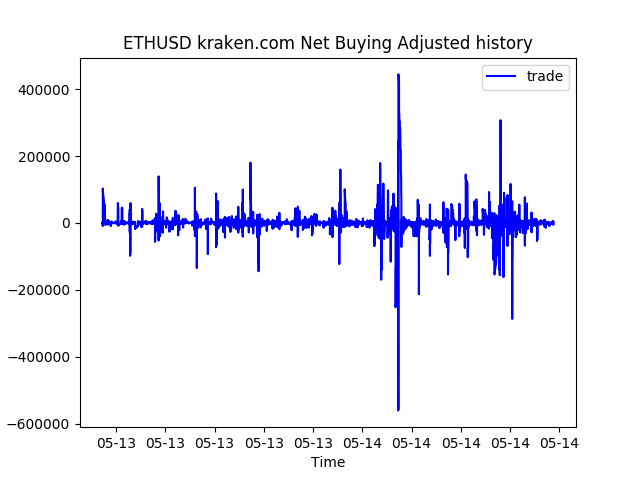 ETHUSD kraken.com Net Buying Adjusted history
trade
400000
200000
0
−200000
−400000
−600000
05-13 05-13 05-13 05-13 05-13 05-14 05-14 05-14 05-14 05-14
Time